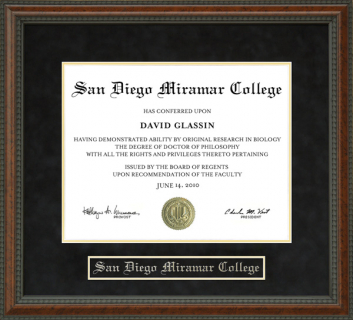 San Diego Miramar College
HAS CONFERRED UPON
DAVID GLASSIN
HAVING DEMONSTRATED ABILITY BY ORIGINAL RESEARCH IN BIOLOGY
THE DEGREE OF DOCTOR OF PHILOSOPHY
WITH ALL THE RIGHTS AND PRIVILEGES THERETO PERTAINING
ISSUED BY THE BOARD OF REGENTS
UPON RECOMMENDATION OF THE FACULTY
JUNE 14, 2010
PROVOST
PRESIDENT
San Diego Miramar College